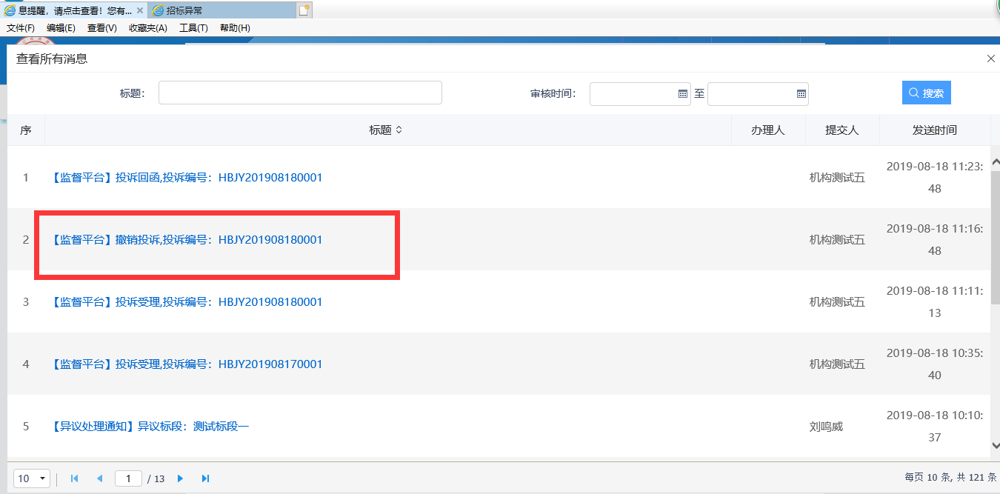 息提醒，请点击查看！您有... 招标异常
文件(F) 编辑(E) 查看(V) 收藏夹(A) 工具(T) 帮助(H)
查看所有消息
标题： 审核时间： 至 搜索
序 标题 办理人 提交人 发送时间
1 【监督平台】投诉回函,投诉编号：HBJY201908180001 机构测试五 2019-08-18 11:23:
48
2 【监督平台】撤销投诉,投诉编号：HBJY201908180001 机构测试五 2019-08-18 11:16:
48
3 【监督平台】投诉受理,投诉编号：HBJY201908180001 机构测试五 2019-08-18 11:11:
13
4 【监督平台】投诉受理,投诉编号：HBJY201908170001 机构测试五 2019-08-18 10:35:
40
5 【异议处理通知】异议标段：测试标段一 刘鸣威 2019-08-18 10:10:
37
10 1 / 13 每页 10 条, 共 121 条